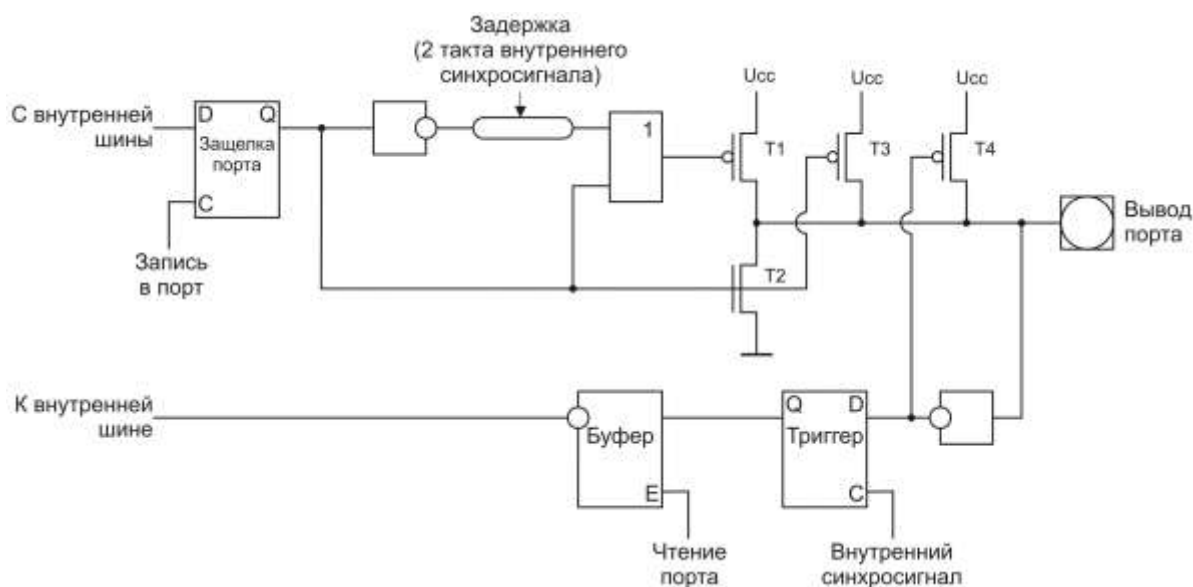 Задержка
(2 такта внутреннего
синхросигнала)
Ucc
Ucc
Ucc
С внутренней
шины
D
Q
Защелка
порта
C
1
T1
T3
T4
Вывод
порта
Запись
в порт
T2
К внутренней
шине
Буфер
E
Q
D
Триггер
C
Чтение
порта
Внутренний
синхросигнал